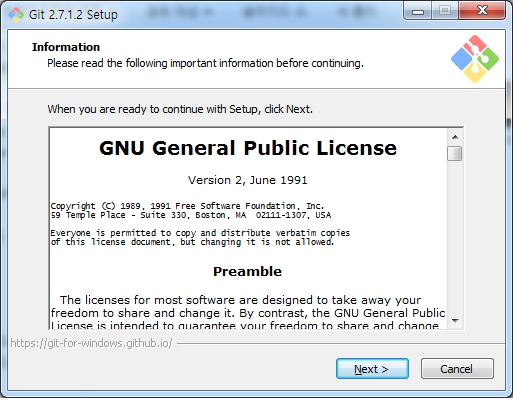 Git 2.7.1.2 Setup
Information
Please read the following important information before continuing.
When you are ready to continue with Setup, click Next.
GNU General Public License
Version 2, June 1991
Copyright (C) 1989, 1991 Free Software Foundation, Inc.
59 Temple Place - Suite 330, Boston, MA  02111-1307, USA
Everyone is permitted to copy and distribute verbatim copies
of this license document, but changing it is not allowed.
Preamble
The licenses for most software are designed to take away your
freedom to share and change it. By contrast, the GNU General Public
License is intended to guarantee your freedom to share and change
https://git-for-windows.github.io/
Next >
Cancel